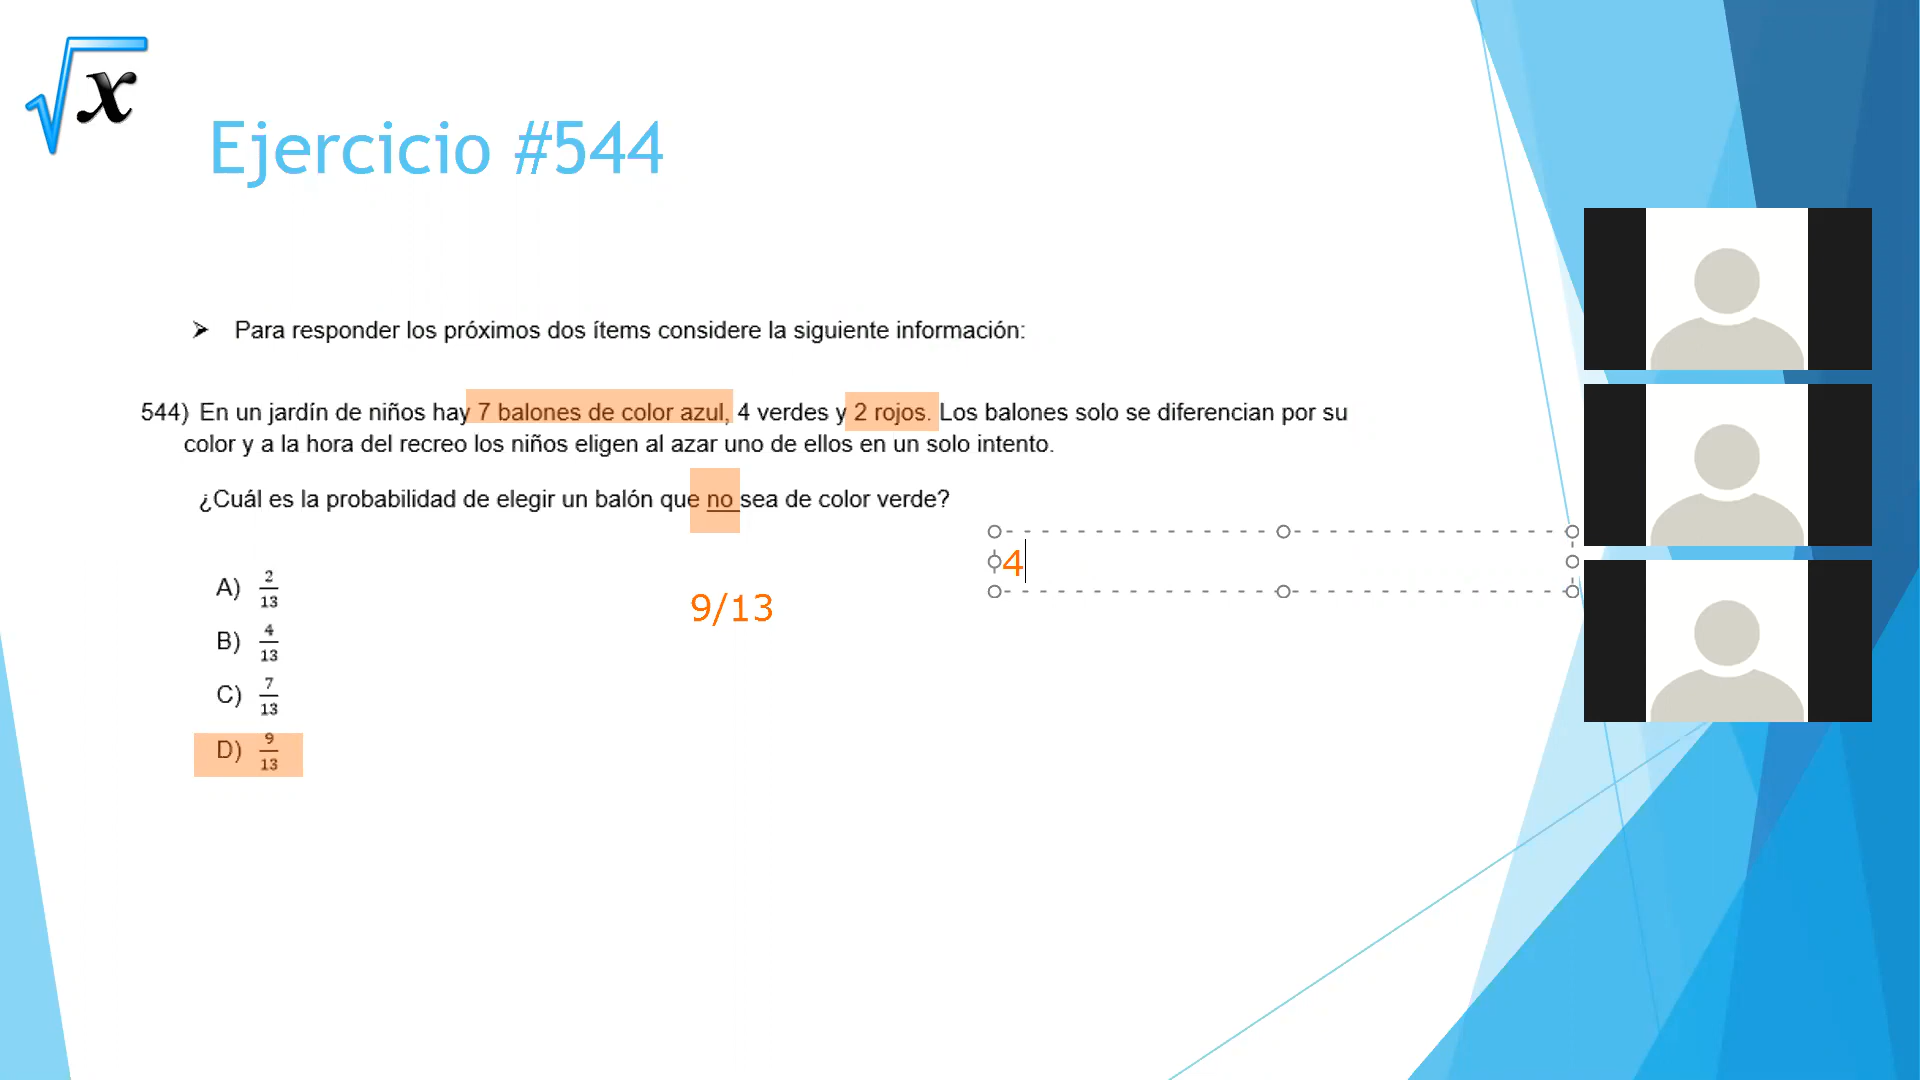 √x
Ejercicio #544
➤ Para responder los próximos dos ítems considere la siguiente información:
544) En un jardín de niños hay 7 balones de color azul, 4 verdes y 2 rojos. Los balones solo se diferencian por su
color y a la hora del recreo los niños eligen al azar uno de ellos en un solo intento.
¿Cuál es la probabilidad de elegir un balón que no sea de color verde?
4
A) 2/13
9/13
B) 4/13
C) 7/13
D) 9/13